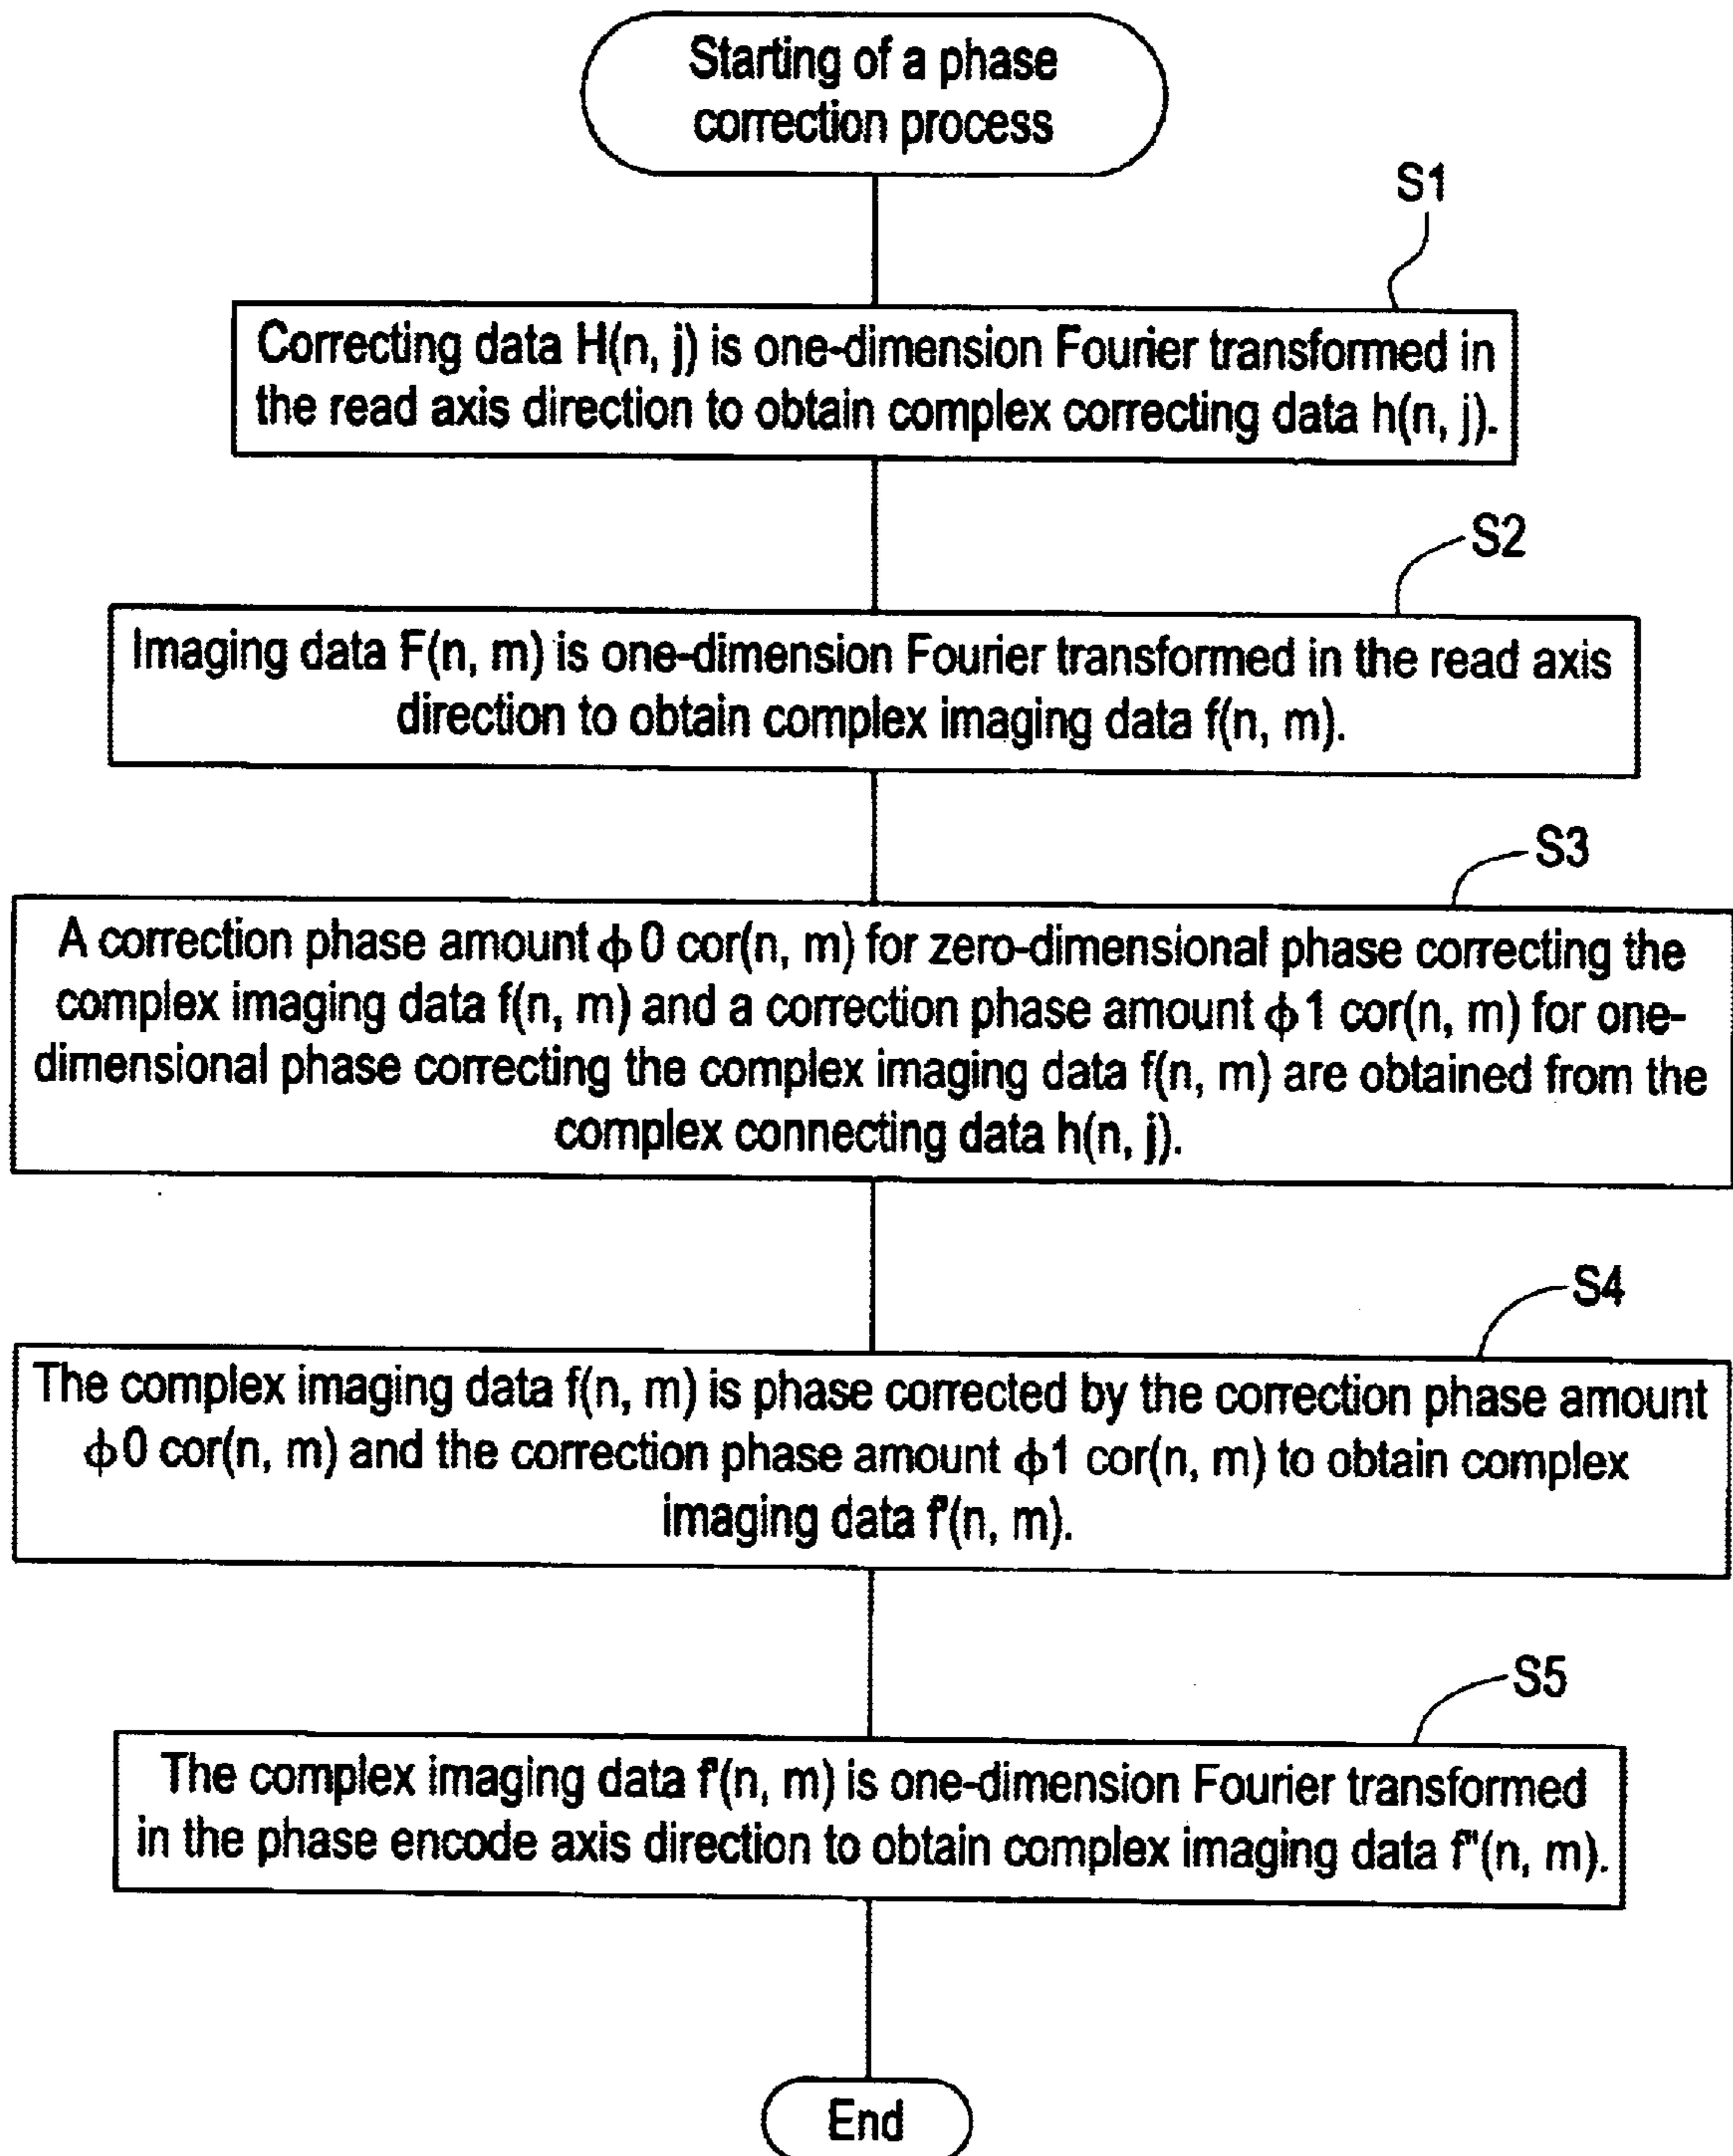 Starting of a phase
correction process
S1
Correcting data H(n, j) is one-dimension Fourier transformed in
the read axis direction to obtain complex correcting data h(n, j).
S2
Imaging data F(n, m) is one-dimension Fourier transformed in the read axis
direction to obtain complex imaging data f(n, m).
S3
A correction phase amount ϕ0 cor(n, m) for zero-dimensional phase correcting the
complex imaging data f(n, m) and a correction phase amount ϕ1 cor(n, m) for one-
dimensional phase correcting the complex imaging data f(n, m) are obtained from the
complex connecting data h(n, j).
S4
The complex imaging data f(n, m) is phase corrected by the correction phase amount
ϕ0 cor(n, m) and the correction phase amount ϕ1 cor(n, m) to obtain complex
imaging data f'(n, m).
S5
The complex imaging data f'(n, m) is one-dimension Fourier transformed
in the phase encode axis direction to obtain complex imaging data f"(n, m).
End